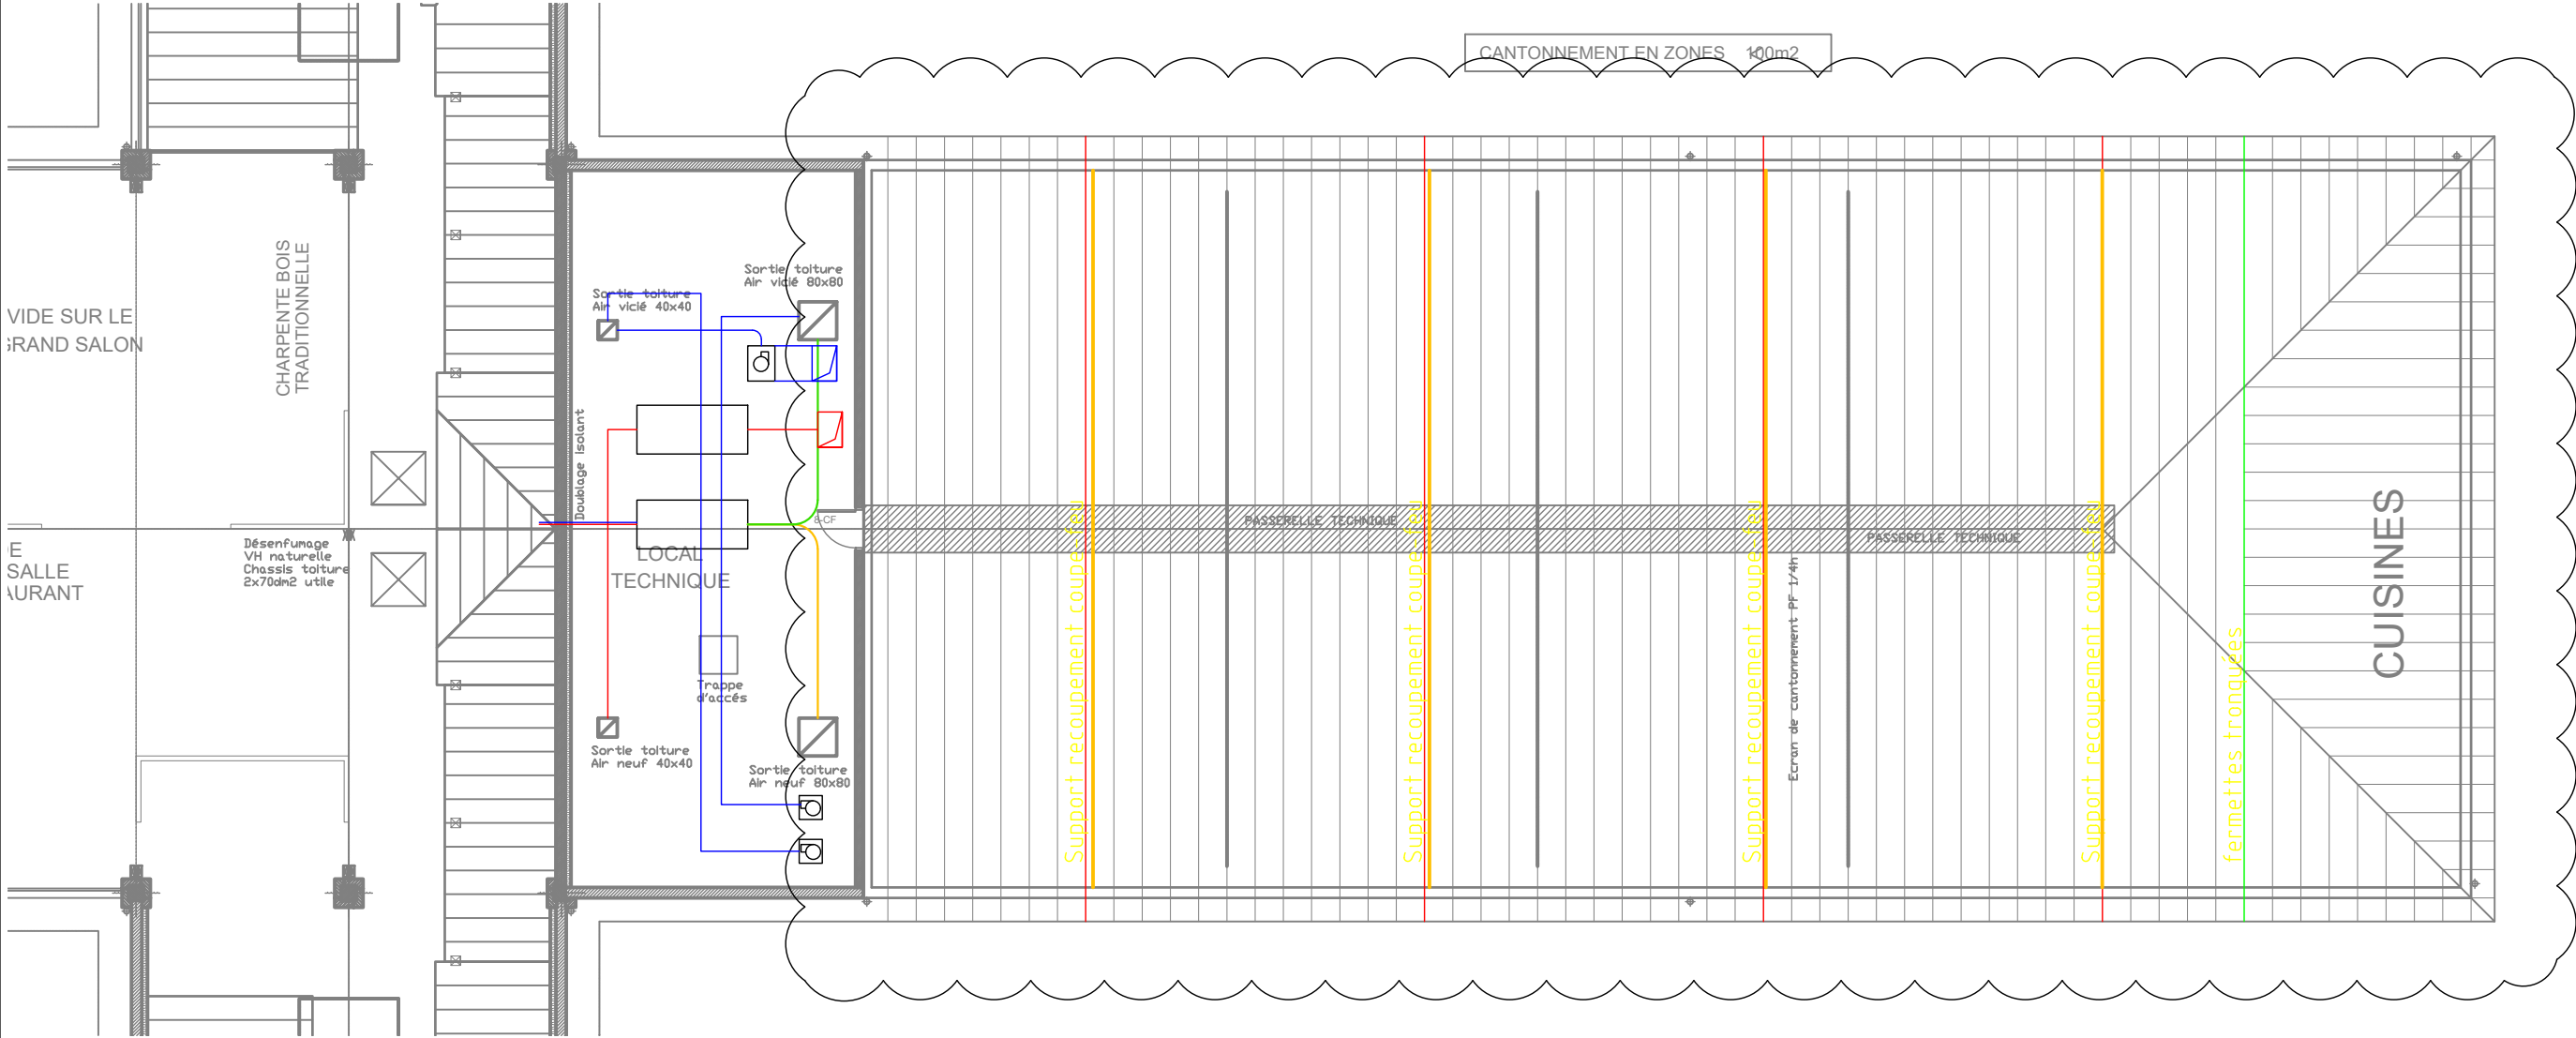 CANTONNEMENT EN ZONES <100m2
VIDE SUR LE
GRAND SALON
CHARPENTE BOIS
TRADITIONNELLE
Sortie toiture
Air vicié 40x40
Sortie toiture
Air vicié 80x80
Doublage isolant
Désenfumage
VH naturelle
Chassis toiture
2x70dm2 utile
E
SALLE
AURANT
LOCAL
TECHNIQUE
Trappe
d'accés
Sortie toiture
Air neuf 40x40
Sortie toiture
Air neuf 80x80
PASSERELLE TECHNIQUE
PASSERELLE TECHNIQUE
Support recoupement coupe-feu
Support recoupement coupe-feu
Support recoupement coupe-feu
Ecran de cantonnement PF 1/4h
Support recoupement coupe-feu
fermettes tronquées
CUISINES